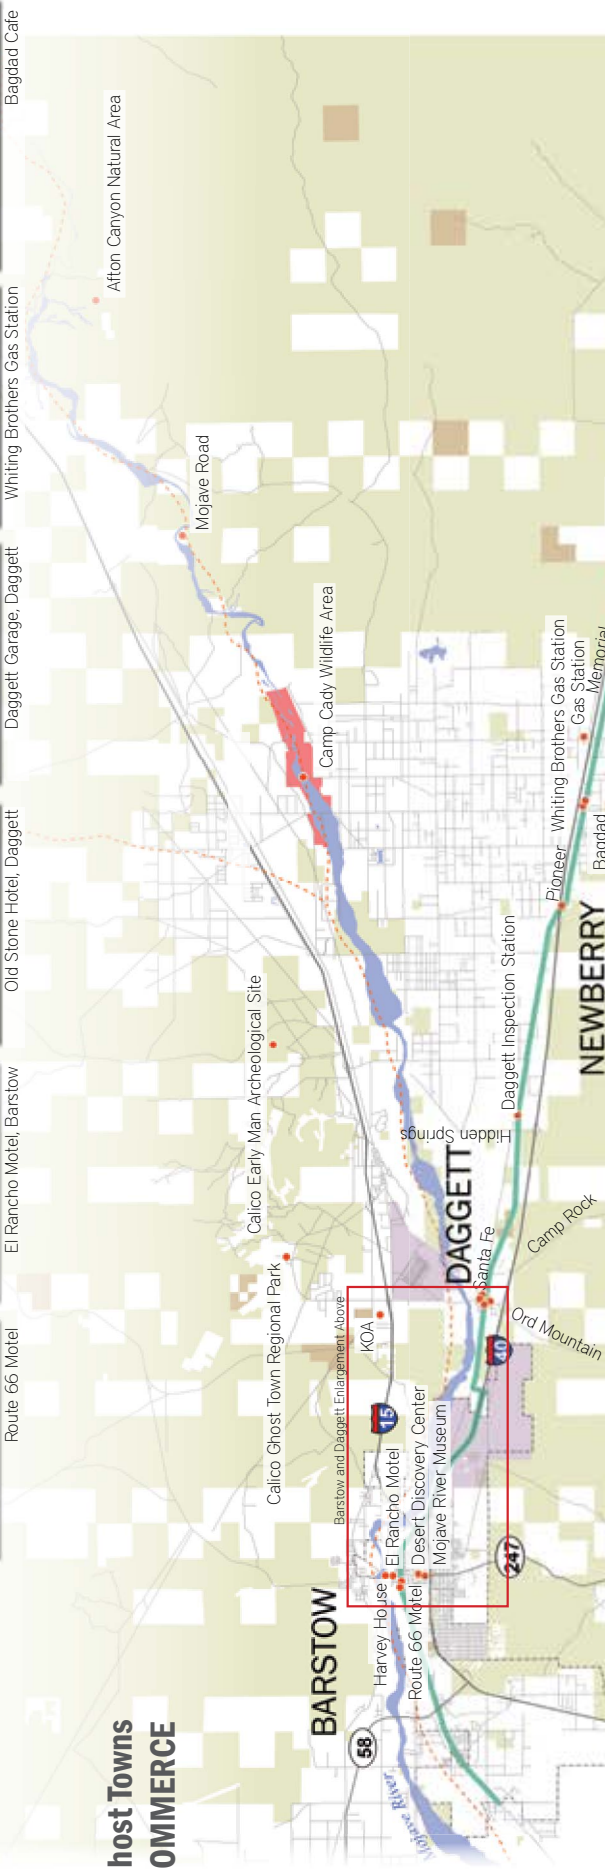 Route 66 Motel
El Rancho Motel, Barstow
Old Stone Hotel, Daggett
Daggett Garage, Daggett
Whiting Brothers Gas Station
Bagdad Cafe
host Towns
OMMERCE
Afton Canyon Natural Area
Mojave Road
Camp Cady Wildlife Area
Calico Early Man Archeological Site
Calico Ghost Town Regional Park
Barstow and Daggett Enlargement Above
KOA
BARSTOW
58
15
Harvey House
El Rancho Motel
Route 66 Motel
Desert Discovery Center
Mojave River Museum
Mojave River
Hidden Springs
DAGGETT
Santa Fe
40
247
Ord Mountain
Camp Rock
Daggett Inspection Station
Pioneer
Whiting Brothers Gas Station
Gas Station
Memorial
Bagdad
NEWBERRY